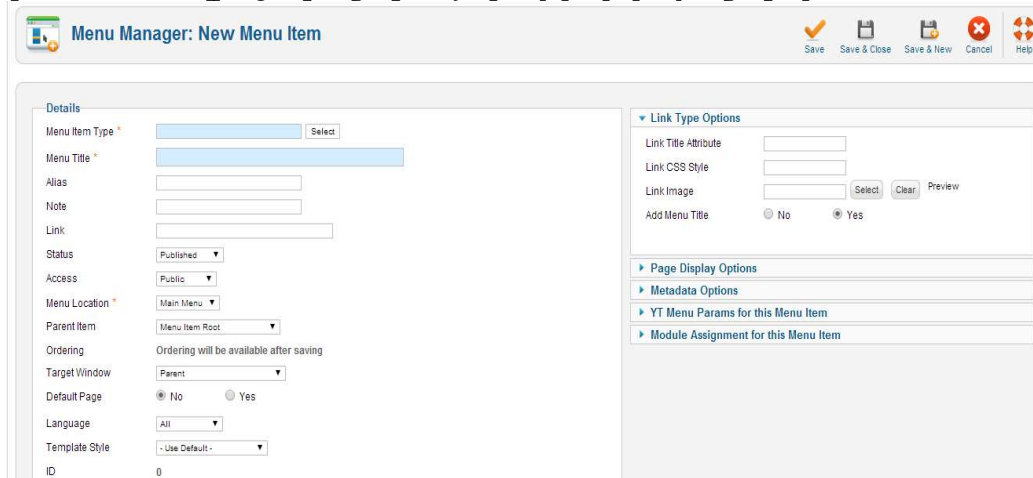 Menu Manager: New Menu Item
Save Save & Close Save & New Cancel Help
Details
Menu Item Type * Select
Menu Title *
Alias
Note
Link
Status Published
Access Public
Menu Location * Main Menu
Parent Item Menu Item Root
Ordering Ordering will be available after saving
Target Window Parent
Default Page No Yes
Language All
Template Style - Use Default -
ID 0
Link Type Options
Link Title Attribute
Link CSS Style
Link Image Select Clear Preview
Add Menu Title No Yes
Page Display Options
Metadata Options
YT Menu Params for this Menu Item
Module Assignment for this Menu Item